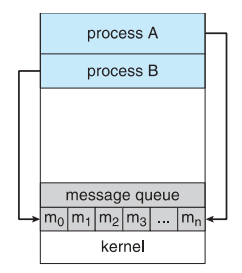 process A
process B
message queue
m₀ m₁ m₂ m₃ ... mₙ
kernel